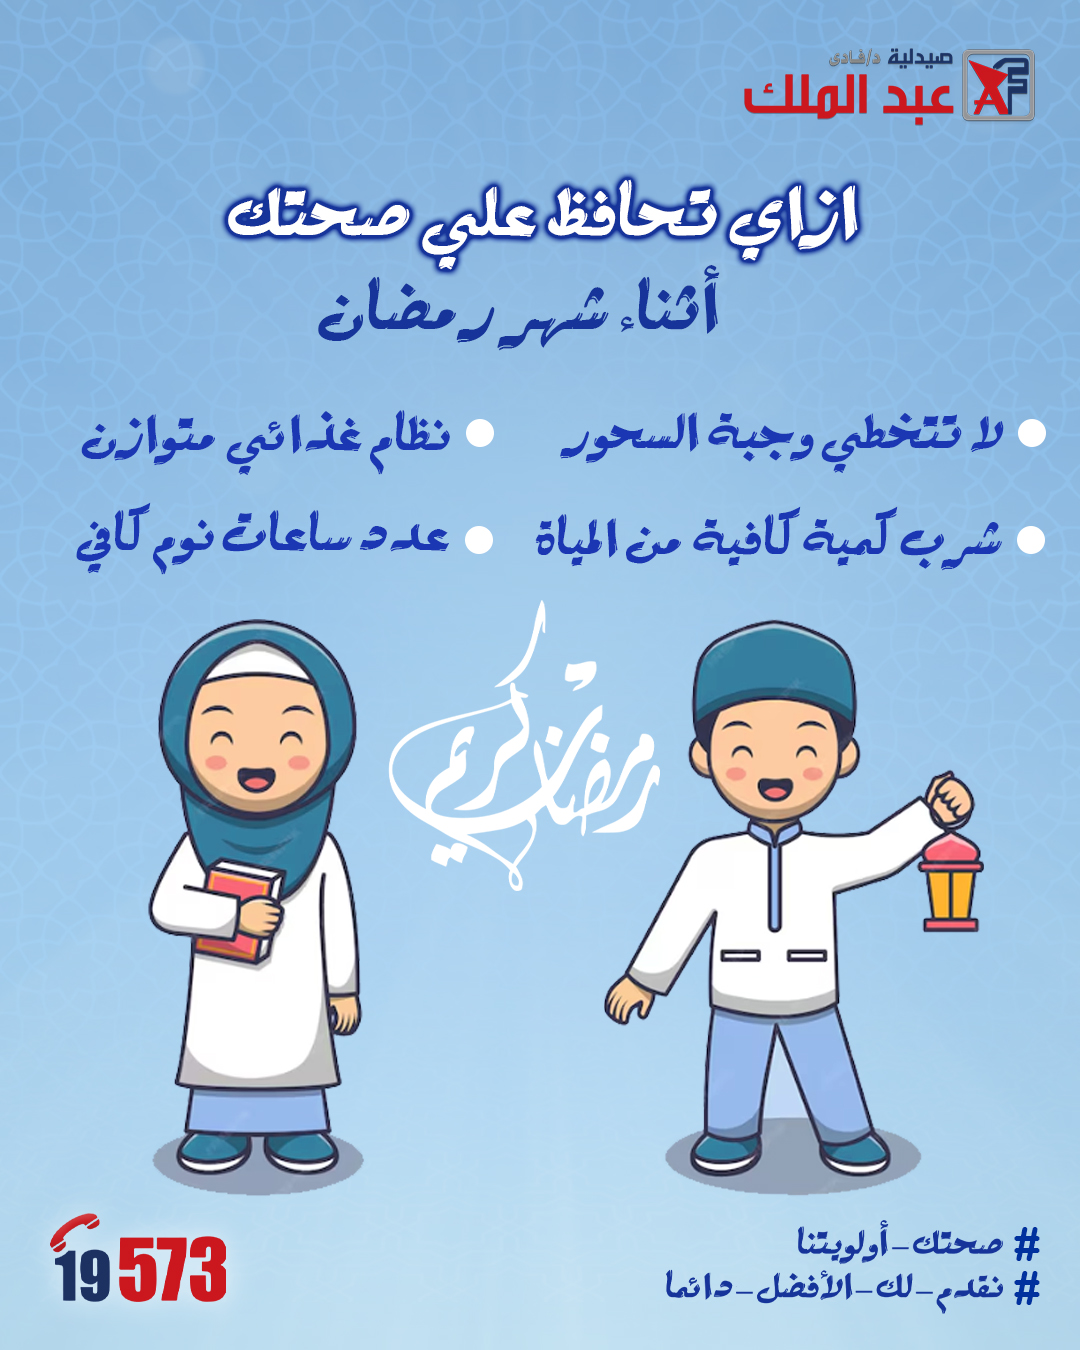 صيدلية د/فادى
عبد الملك
ازاي تحافظ علي صحتك
أثناء شهر رمضان
لا تتخطي وجبة السحور
نظام غذائي متوازن
شرب كمية كافية من المياة
عدد ساعات نوم كافي
رمضان كريم
#صحتك_أولويتنا
#نقدم_لك_الأفضل_دائما
19573